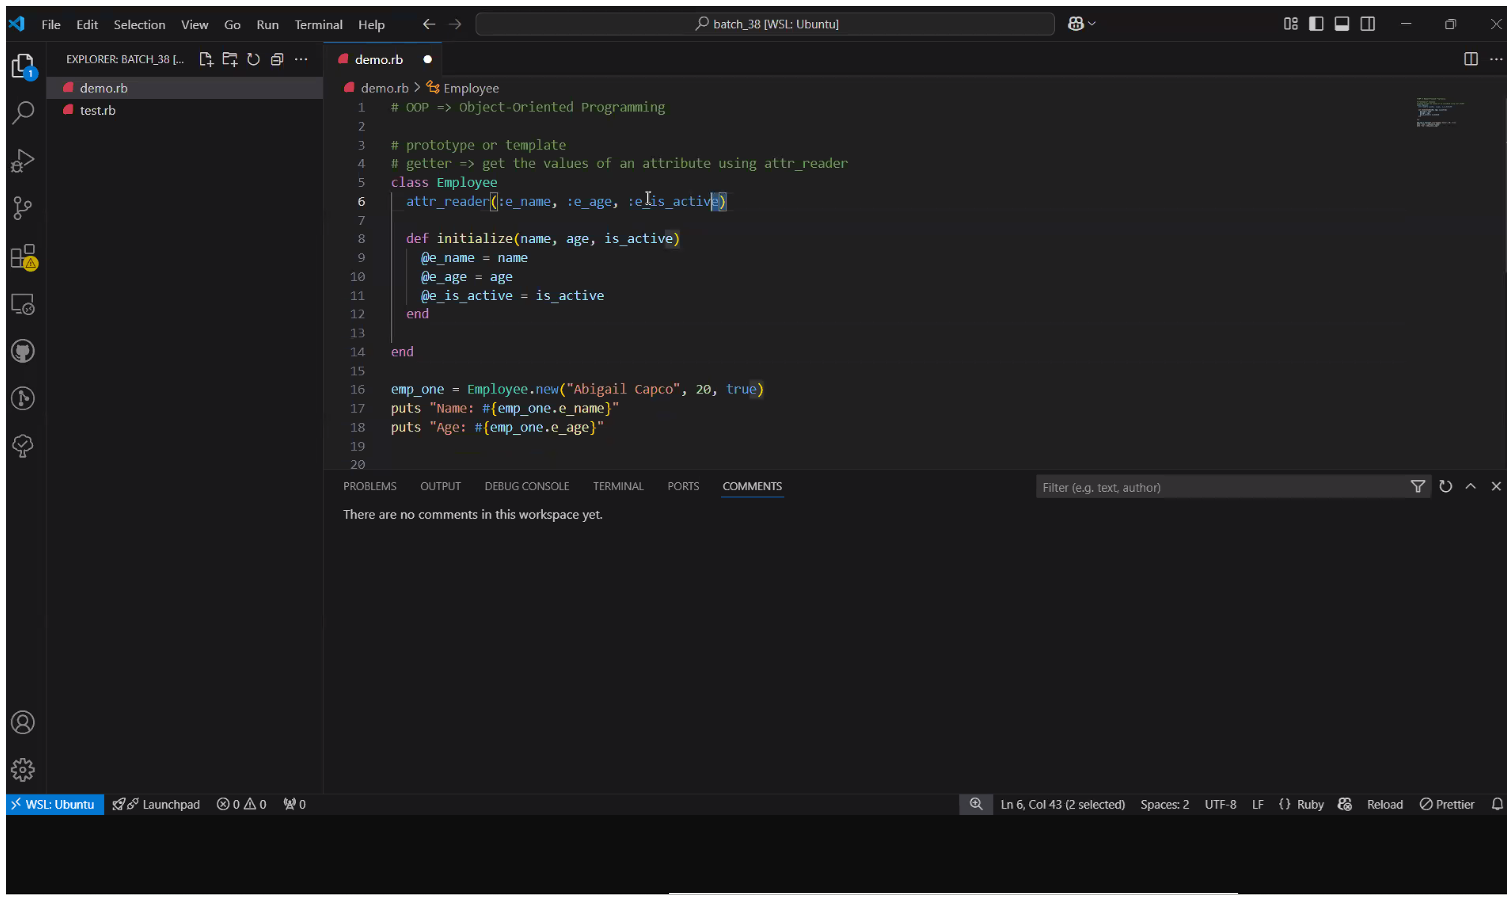 File Edit Selection View Go Run Terminal Help batch_38 [WSL: Ubuntu]
EXPLORER: BATCH_38 [... demo.rb
1 demo.rb demo.rb > Employee
test.rb
1 # OOP => Object-Oriented Programming
2
3 # prototype or template
4 # getter => get the values of an attribute using attr_reader
5 class Employee
6 attr_reader(:e_name, :e_age, :e_is_active)
7
8 def initialize(name, age, is_active)
9 @e_name = name
10 @e_age = age
11 @e_is_active = is_active
12 end
13
14 end
15
16 emp_one = Employee.new("Abigail Capco", 20, true)
17 puts "Name: #{emp_one.e_name}"
18 puts "Age: #{emp_one.e_age}"
19
20
PROBLEMS OUTPUT DEBUG CONSOLE TERMINAL PORTS COMMENTS Filter (e.g. text, author)
There are no comments in this workspace yet.
WSL: Ubuntu Launchpad 0 0 0 Ln 6, Col 43 (2 selected) Spaces: 2 UTF-8 LF {} Ruby Reload Prettier